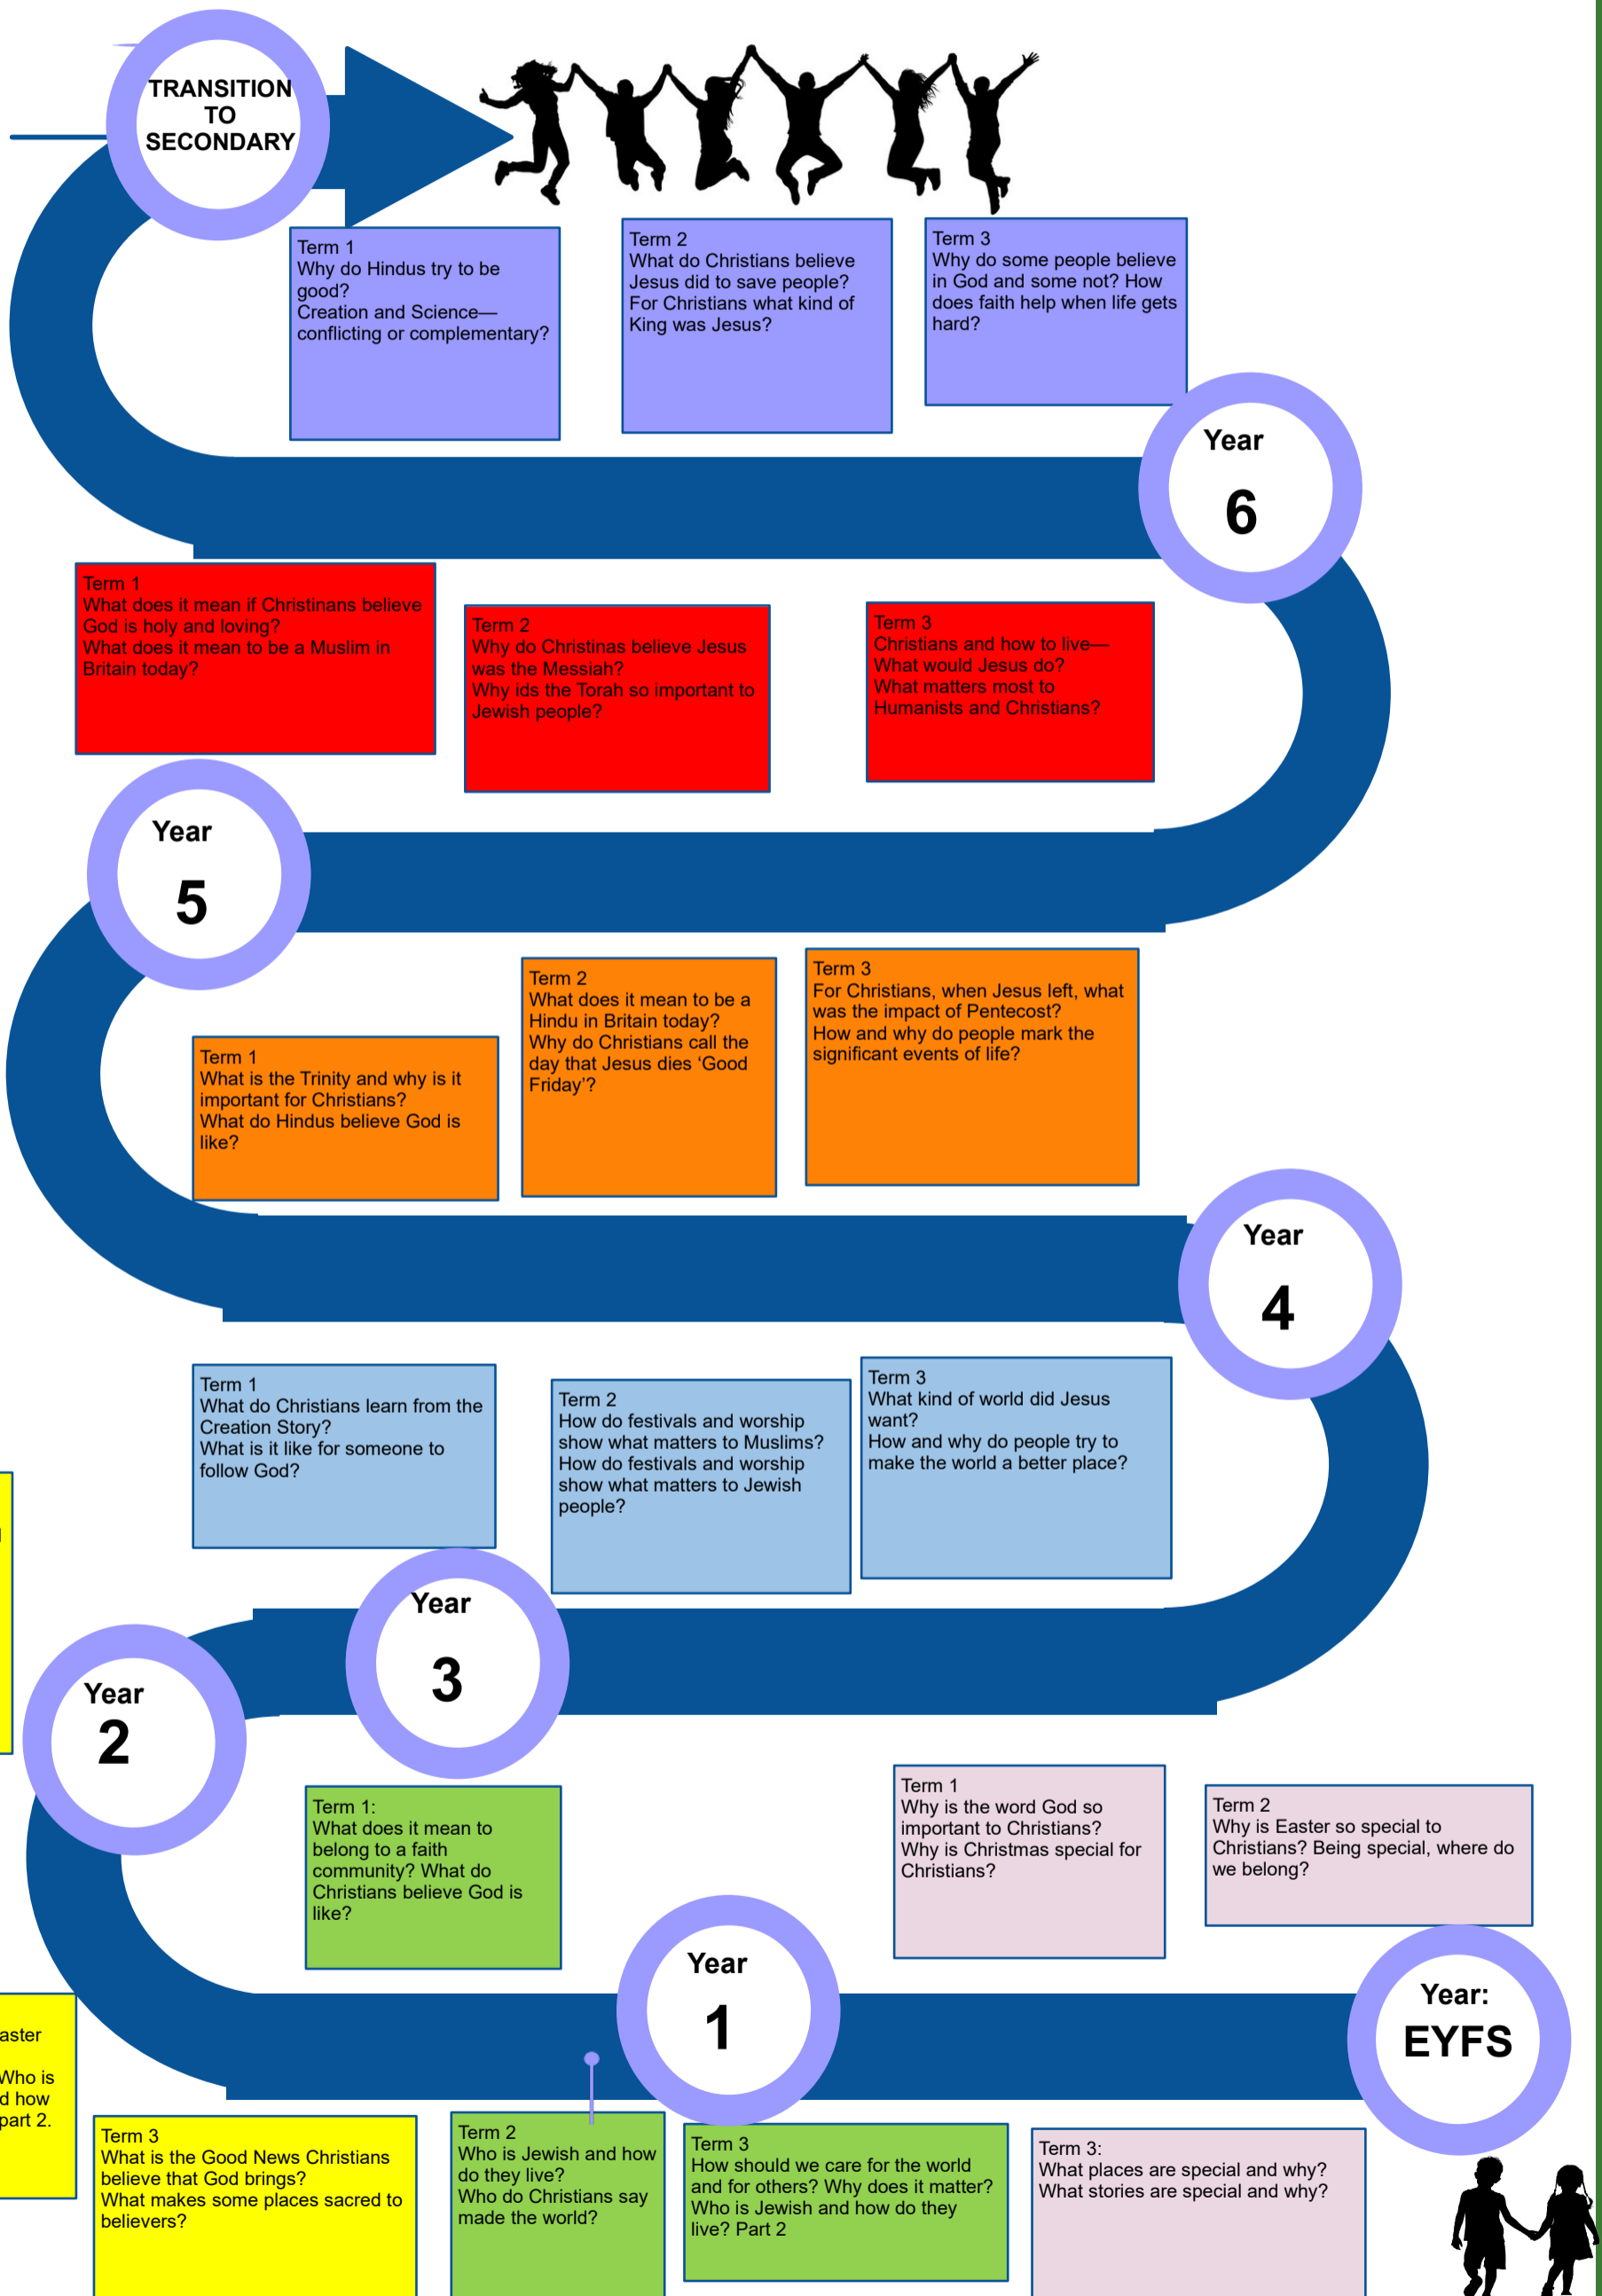 TRANSITION
TO
SECONDARY
Term 1
Why do Hindus try to be
good?
Creation and Science—
conflicting or complementary?
Term 2
What do Christians believe
Jesus did to save people?
For Christians what kind of
King was Jesus?
Term 3
Why do some people believe
in God and some not? How
does faith help when life gets
hard?
Year
6
Term 1
What does it mean if Christinans believe
God is holy and loving?
What does it mean to be a Muslim in
Britain today?
Term 2
Why do Christinas believe Jesus
was the Messiah?
Why ids the Torah so important to
Jewish people?
Term 3
Christians and how to live—
What would Jesus do?
What matters most to
Humanists and Christians?
Year
5
Term 1
What is the Trinity and why is it
important for Christians?
What do Hindus believe God is
like?
Term 2
What does it mean to be a
Hindu in Britain today?
Why do Christians call the
day that Jesus dies ‘Good
Friday’?
Term 3
For Christians, when Jesus left, what
was the impact of Pentecost?
How and why do people mark the
significant events of life?
Year
4
Term 1
What do Christians learn from the
Creation Story?
What is it like for someone to
follow God?
Term 2
How do festivals and worship
show what matters to Muslims?
How do festivals and worship
show what matters to Jewish
people?
Term 3
What kind of world did Jesus
want?
How and why do people try to
make the world a better place?
Year
3
Year
2
Term 1:
What does it mean to
belong to a faith
community? What do
Christians believe God is
like?
Term 1
Why is the word God so
important to Christians?
Why is Christmas special for
Christians?
Term 2
Why is Easter so special to
Christians? Being special, where do
we belong?
Year
1
Year:
EYFS
aster
Who is
d how
part 2.
Term 3
What is the Good News Christians
believe that God brings?
What makes some places sacred to
believers?
Term 2
Who is Jewish and how
do they live?
Who do Christians say
made the world?
Term 3
How should we care for the world
and for others? Why does it matter?
Who is Jewish and how do they
live? Part 2
Term 3:
What places are special and why?
What stories are special and why?